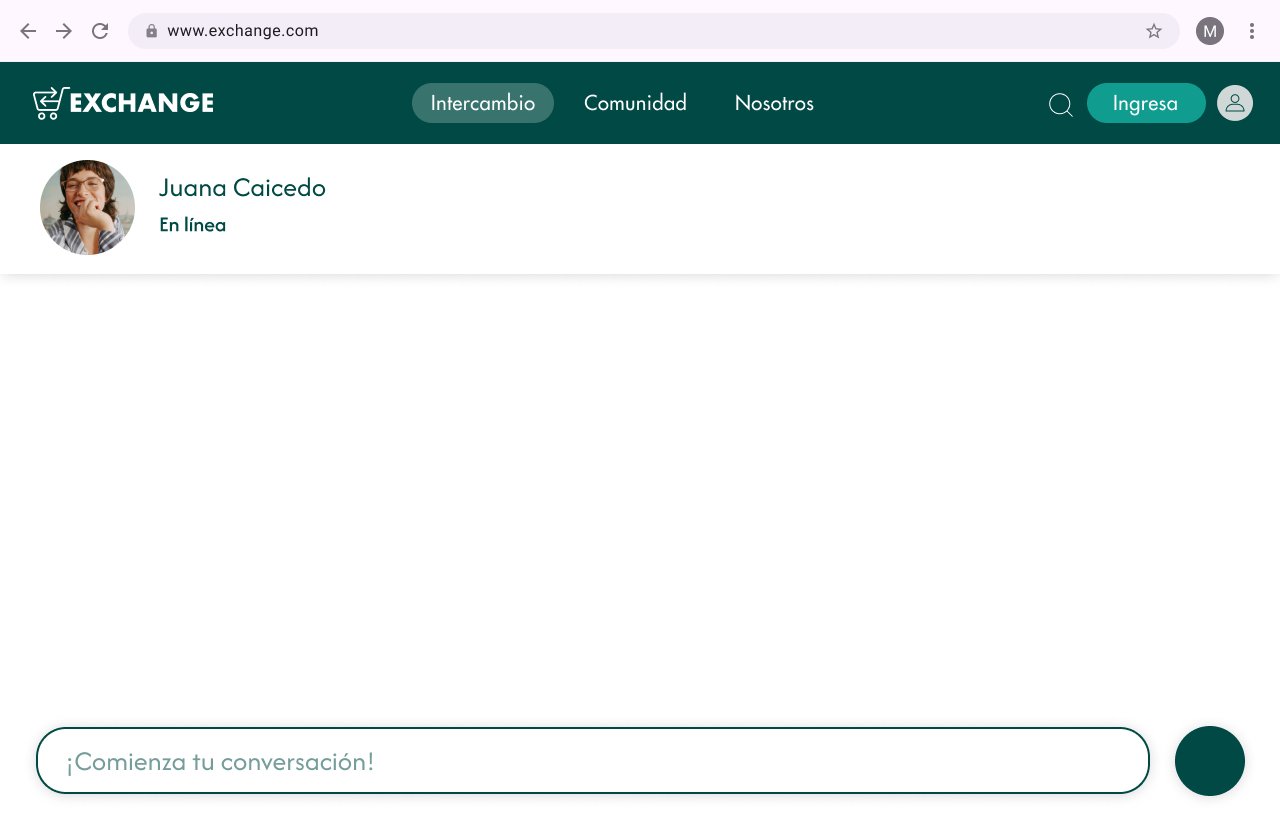 www.exchange.com
M
EXCHANGE
Intercambio
Comunidad
Nosotros
Ingresa
Juana Caicedo
En línea
¡Comienza tu conversación!